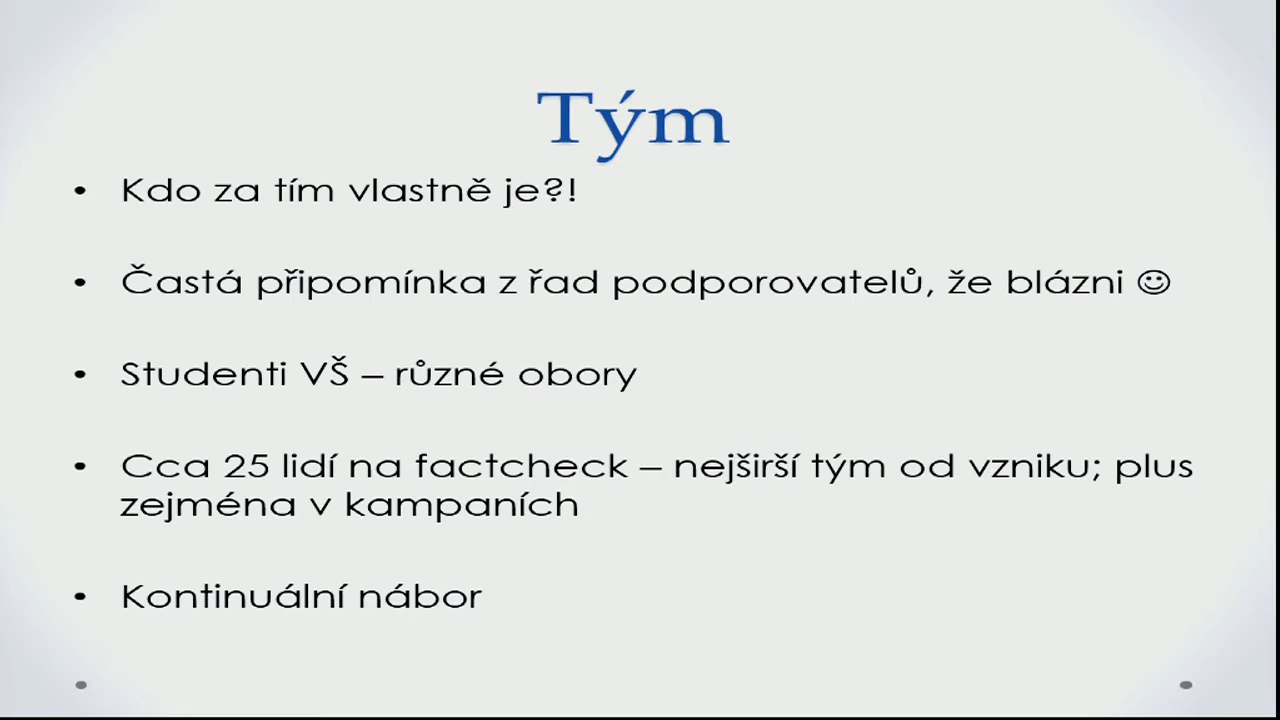 Tým
• Kdo za tím vlastně je?!
• Častá připomínka z řad podporovatelů, že blázni ☺
• Studenti VŠ – různé obory
• Cca 25 lidí na factcheck – nejširší tým od vzniku; plus
zejména v kampaních
• Kontinuální nábor